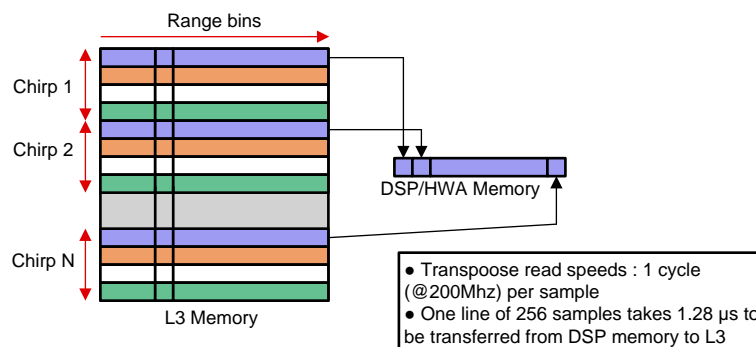 Range bins
Chirp 1
Chirp 2
Chirp N
L3 Memory
DSP/HWA Memory
● Transpoose read speeds : 1 cycle
(@200Mhz) per sample
● One line of 256 samples takes 1.28 µs to
be transferred from DSP memory to L3